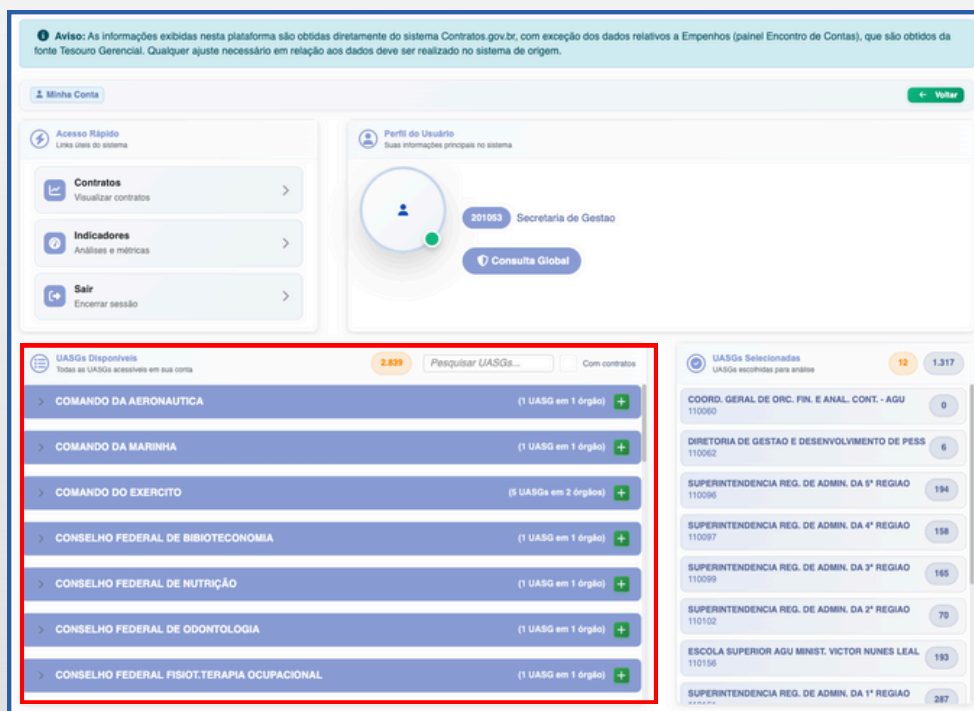 Aviso: As informações exibidas nesta plataforma são obtidas diretamente do sistema Contratos.gov.br, com exceção dos dados relativos a Empenhos (painel Encontro de Contas), que são obtidos da
fonte Tesouro Gerencial. Qualquer ajuste necessário em relação aos dados deve ser realizado no sistema de origem.
Minha Conta
← Voltar
Acesso Rápido
Links úteis do sistema
Contratos
Visualizar contratos
Indicadores
Análises e métricas
Sair
Encerrar sessão
Perfil do Usuário
Suas informações principais no sistema
201053 Secretaria de Gestao
Consulta Global
UASGs Disponíveis
Todas as UASGs acessíveis em sua conta
2.839
Pesquisar UASGs...
Com contratos
COMANDO DA AERONAUTICA (1 UASG em 1 órgão) +
COMANDO DA MARINHA (1 UASG em 1 órgão) +
COMANDO DO EXERCITO (5 UASGs em 2 órgãos) +
CONSELHO FEDERAL DE BIBIOTECONOMIA (1 UASG em 1 órgão) +
CONSELHO FEDERAL DE NUTRIÇÃO (1 UASG em 1 órgão) +
CONSELHO FEDERAL DE ODONTOLOGIA (1 UASG em 1 órgão) +
CONSELHO FEDERAL FISIOT.TERAPIA OCUPACIONAL (1 UASG em 1 órgão) +
UASGs Selecionadas
UASGs escolhidas para análise
12 1.317
COORD. GERAL DE ORC. FIN. E ANAL. CONT. - AGU
110060
0
DIRETORIA DE GESTAO E DESENVOLVIMENTO DE PESS
110062
6
SUPERINTENDENCIA REG. DE ADMIN. DA 5ª REGIAO
110096
194
SUPERINTENDENCIA REG. DE ADMIN. DA 4ª REGIAO
110097
158
SUPERINTENDENCIA REG. DE ADMIN. DA 3ª REGIAO
110099
165
SUPERINTENDENCIA REG. DE ADMIN. DA 2ª REGIAO
110102
70
ESCOLA SUPERIOR AGU MINIST. VICTOR NUNES LEAL
110156
193
SUPERINTENDENCIA REG. DE ADMIN. DA 1ª REGIAO
287